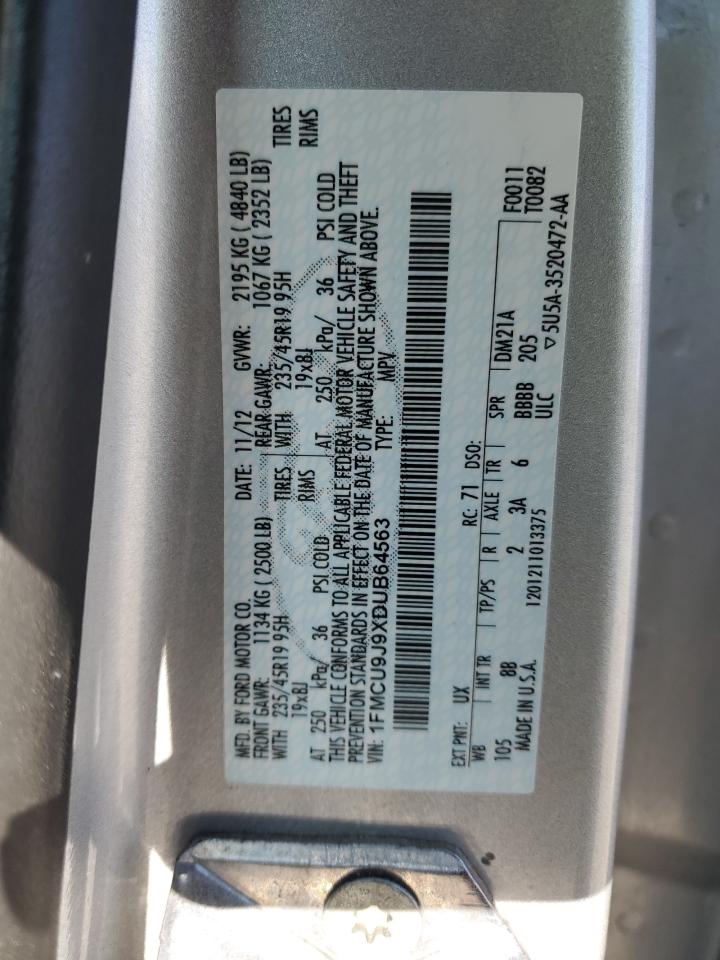 MFD. BY FORD MOTOR CO. DATE: 11/12 GVWR: 2195 KG ( 4840 LB)
FRONT GAWR: 1134 KG ( 2500 LB) REAR GAWR: 1067 KG ( 2352 LB)
WITH 235/45R19 95H TIRES WITH 235/45R19 95H TIRES
19x8J RIMS 19x8J RIMS
AT 250 kPa/ 36 PSI COLD AT 250 kPa/ 36 PSI COLD
THIS VEHICLE CONFORMS TO ALL APPLICABLE FEDERAL MOTOR VEHICLE SAFETY AND THEFT
PREVENTION STANDARDS IN EFFECT ON THE DATE OF MANUFACTURE SHOWN ABOVE.
VIN: 1FMCU9J9XDUB64563 TYPE: MPV
EXT PNT: UX RC: 71 DSO: F0011
WB INT TR TP/PS R AXLE TR SPR DM21A T0082
105 8B 2 3A 6 BBBB 205
MADE IN U.S.A. 1201211013375 ULC ▽5U5A-3520472-AA